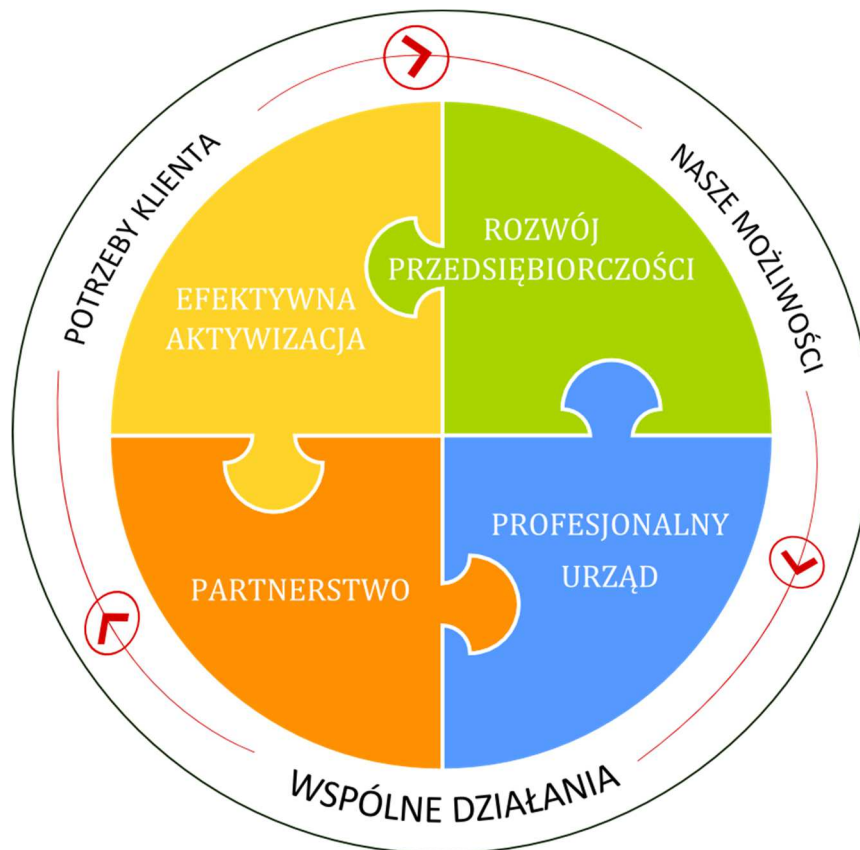 POTRZEBY KLIENTA
NASZE MOŻLIWOŚCI
EFEKTYWNA
AKTYWIZACJA
ROZWÓJ
PRZEDSIĘBIORCZOŚCI
PARTNERSTWO
PROFESJONALNY
URZĄD
WSPÓLNE DZIAŁANIA